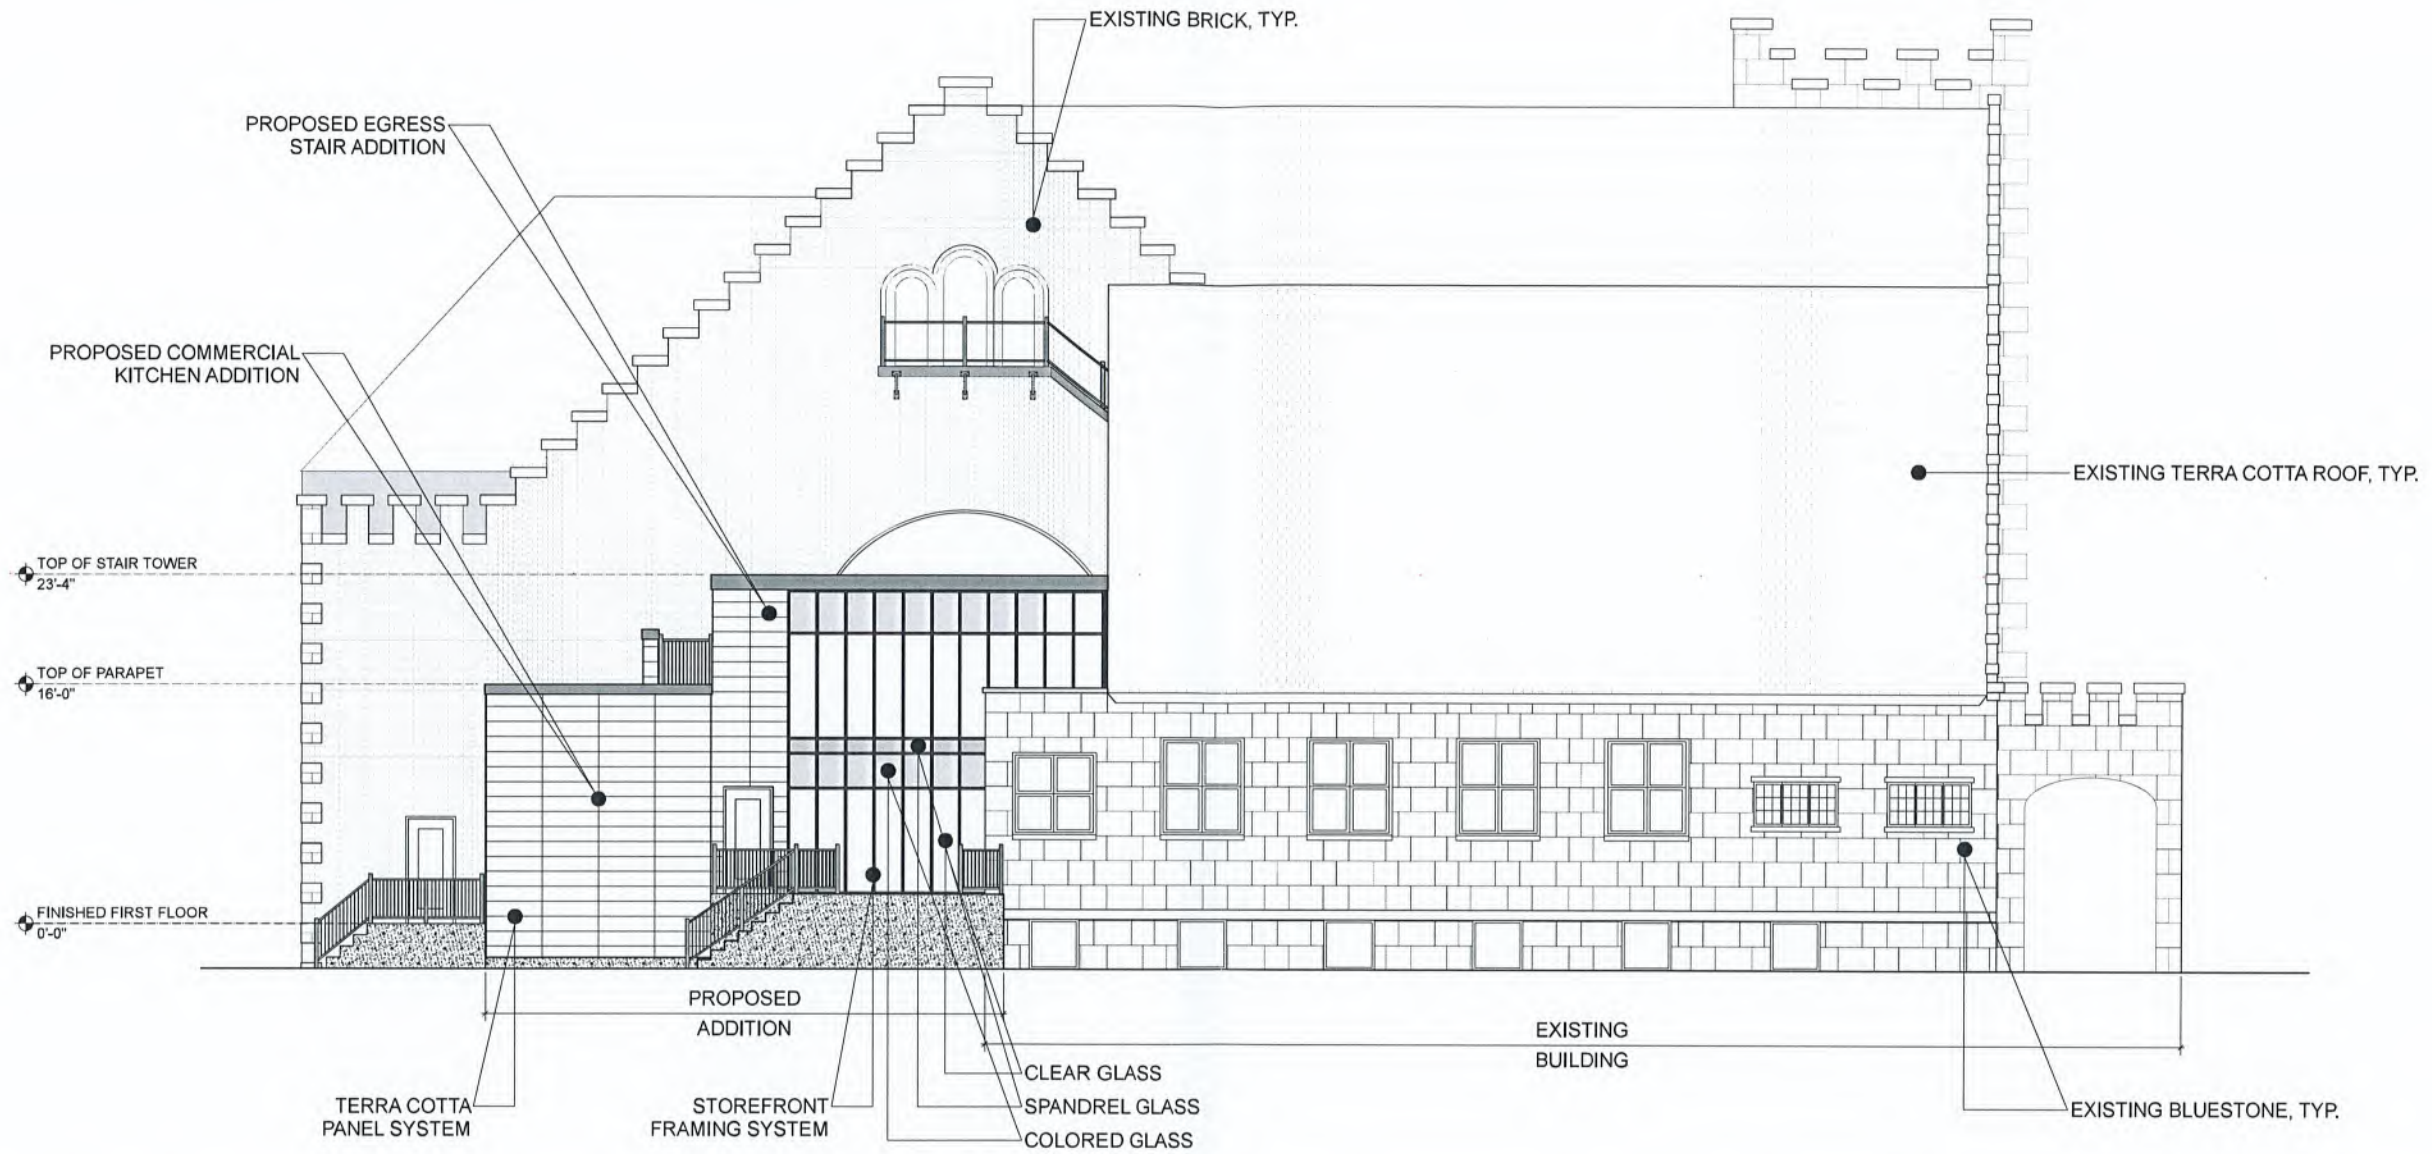 EXISTING BRICK, TYP.
PROPOSED EGRESS
STAIR ADDITION
PROPOSED COMMERCIAL
KITCHEN ADDITION
EXISTING TERRA COTTA ROOF, TYP.
TOP OF STAIR TOWER
23'-4"
TOP OF PARAPET
16'-0"
FINISHED FIRST FLOOR
0'-0"
PROPOSED
ADDITION
EXISTING
BUILDING
TERRA COTTA
PANEL SYSTEM
STOREFRONT
FRAMING SYSTEM
CLEAR GLASS
SPANDREL GLASS
COLORED GLASS
EXISTING BLUESTONE, TYP.